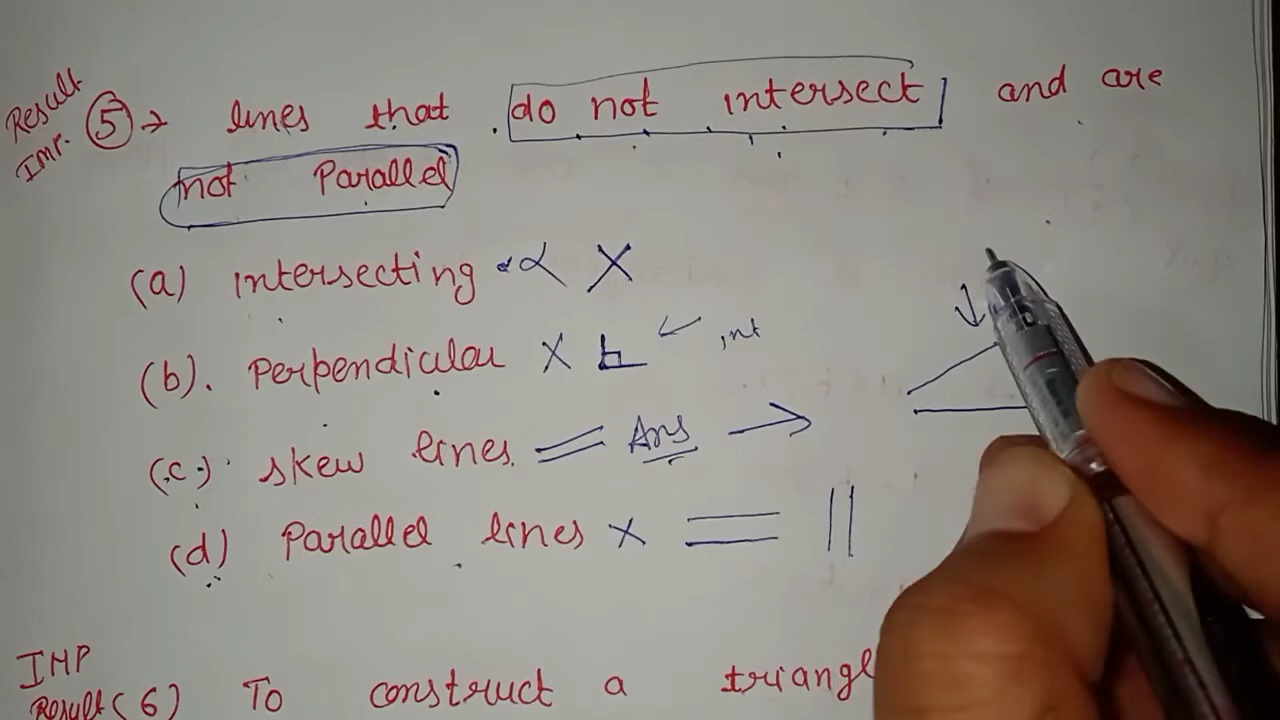 Result
Imp. (5) → lines that do not intersect and are
not Parallel
(a) intersecting ∝ X
(b). Perpendicular X int
(c) skew lines = Ans →
(d) Parallel lines x
IMP
Result (6) To construct a triangl